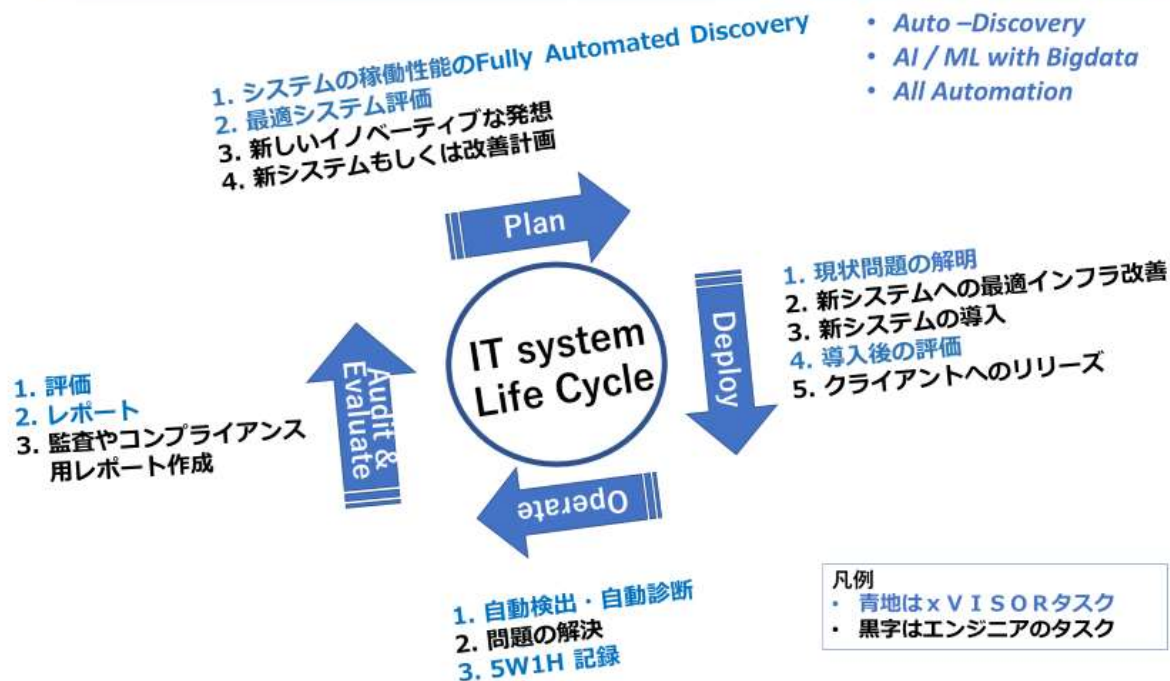 • Auto –Discovery
• AI / ML with Bigdata
• All Automation
1. システムの稼働性能のFully Automated Discovery
2. 最適システム評価
3. 新しいイノベーティブな発想
4. 新システムもしくは改善計画
Plan
1. 現状問題の解明
2. 新システムへの最適インフラ改善
3. 新システムの導入
4. 導入後の評価
5. クライアントへのリリーズ
Deploy
IT system
Life Cycle
Audit &
Evaluate
1. 評価
2. レポート
3. 監査やコンプライアンス
用レポート作成
Operate
1. 自動検出・自動診断
2. 問題の解決
3. 5W1H 記録
凡例
• 青地はｘＶＩＳＯＲタスク
• 黒字はエンジニアのタスク